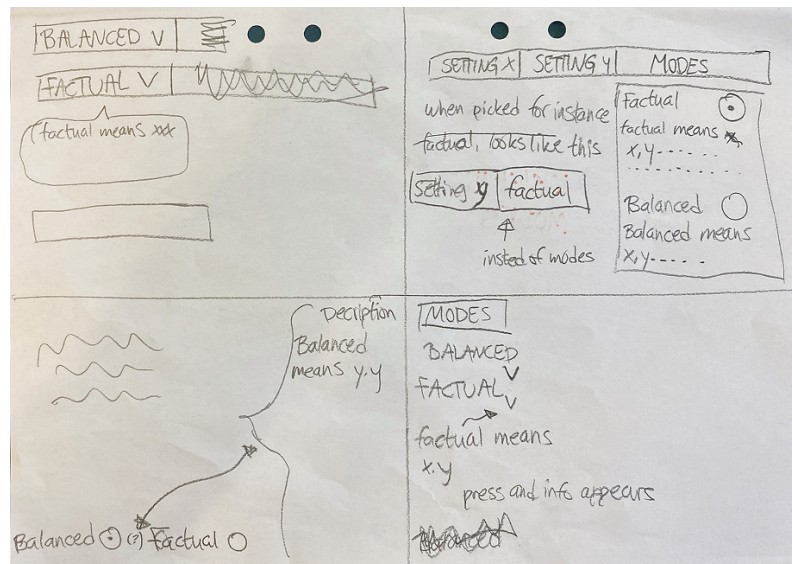 BALANCED V
FACTUAL V
factual means xxx
SETTING X SETTING Y MODES
when picked for instance
factual, looks like this
Setting y factual
insted of modes
Factual
factual means
x,y------
Balanced
Balanced means
x,y-----
Decription
Balanced
means y.y
Balanced (?) Factual
MODES
BALANCED
V
FACTUAL V
factual means
x.y
press and info appears